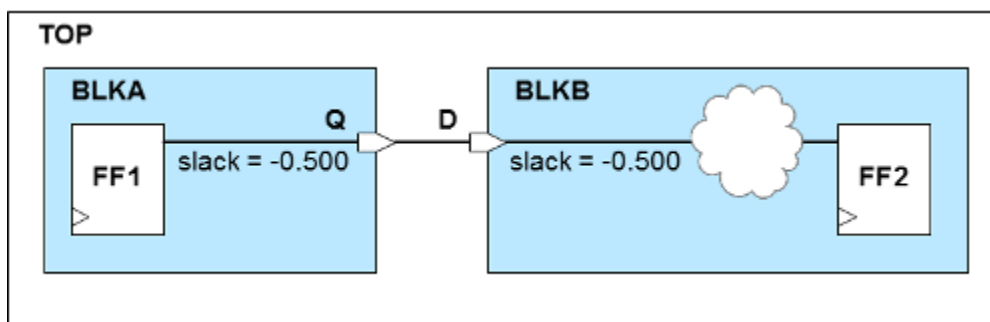 TOP
BLKA
BLKB
Q
D
slack = -0.500
slack = -0.500
FF1
FF2